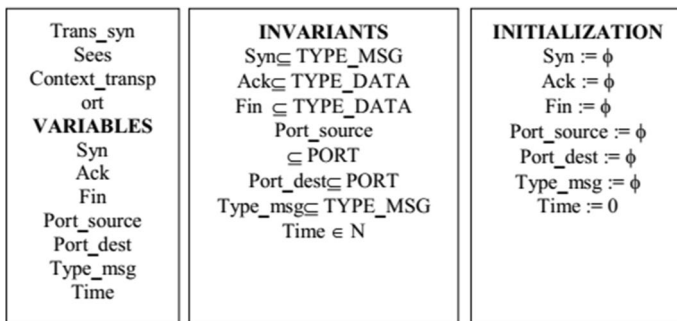 Trans_syn
Sees
Context_transp
ort
VARIABLES
Syn
Ack
Fin
Port_source
Port_dest
Type_msg
Time
INVARIANTS
Syn⊆ TYPE_MSG
Ack⊆ TYPE_DATA
Fin ⊆ TYPE_DATA
Port_source
⊆ PORT
Port_dest⊆ PORT
Type_msg⊆ TYPE_MSG
Time ∈ N
INITIALIZATION
Syn := ϕ
Ack := ϕ
Fin := ϕ
Port_source := ϕ
Port_dest := ϕ
Type_msg := ϕ
Time := 0